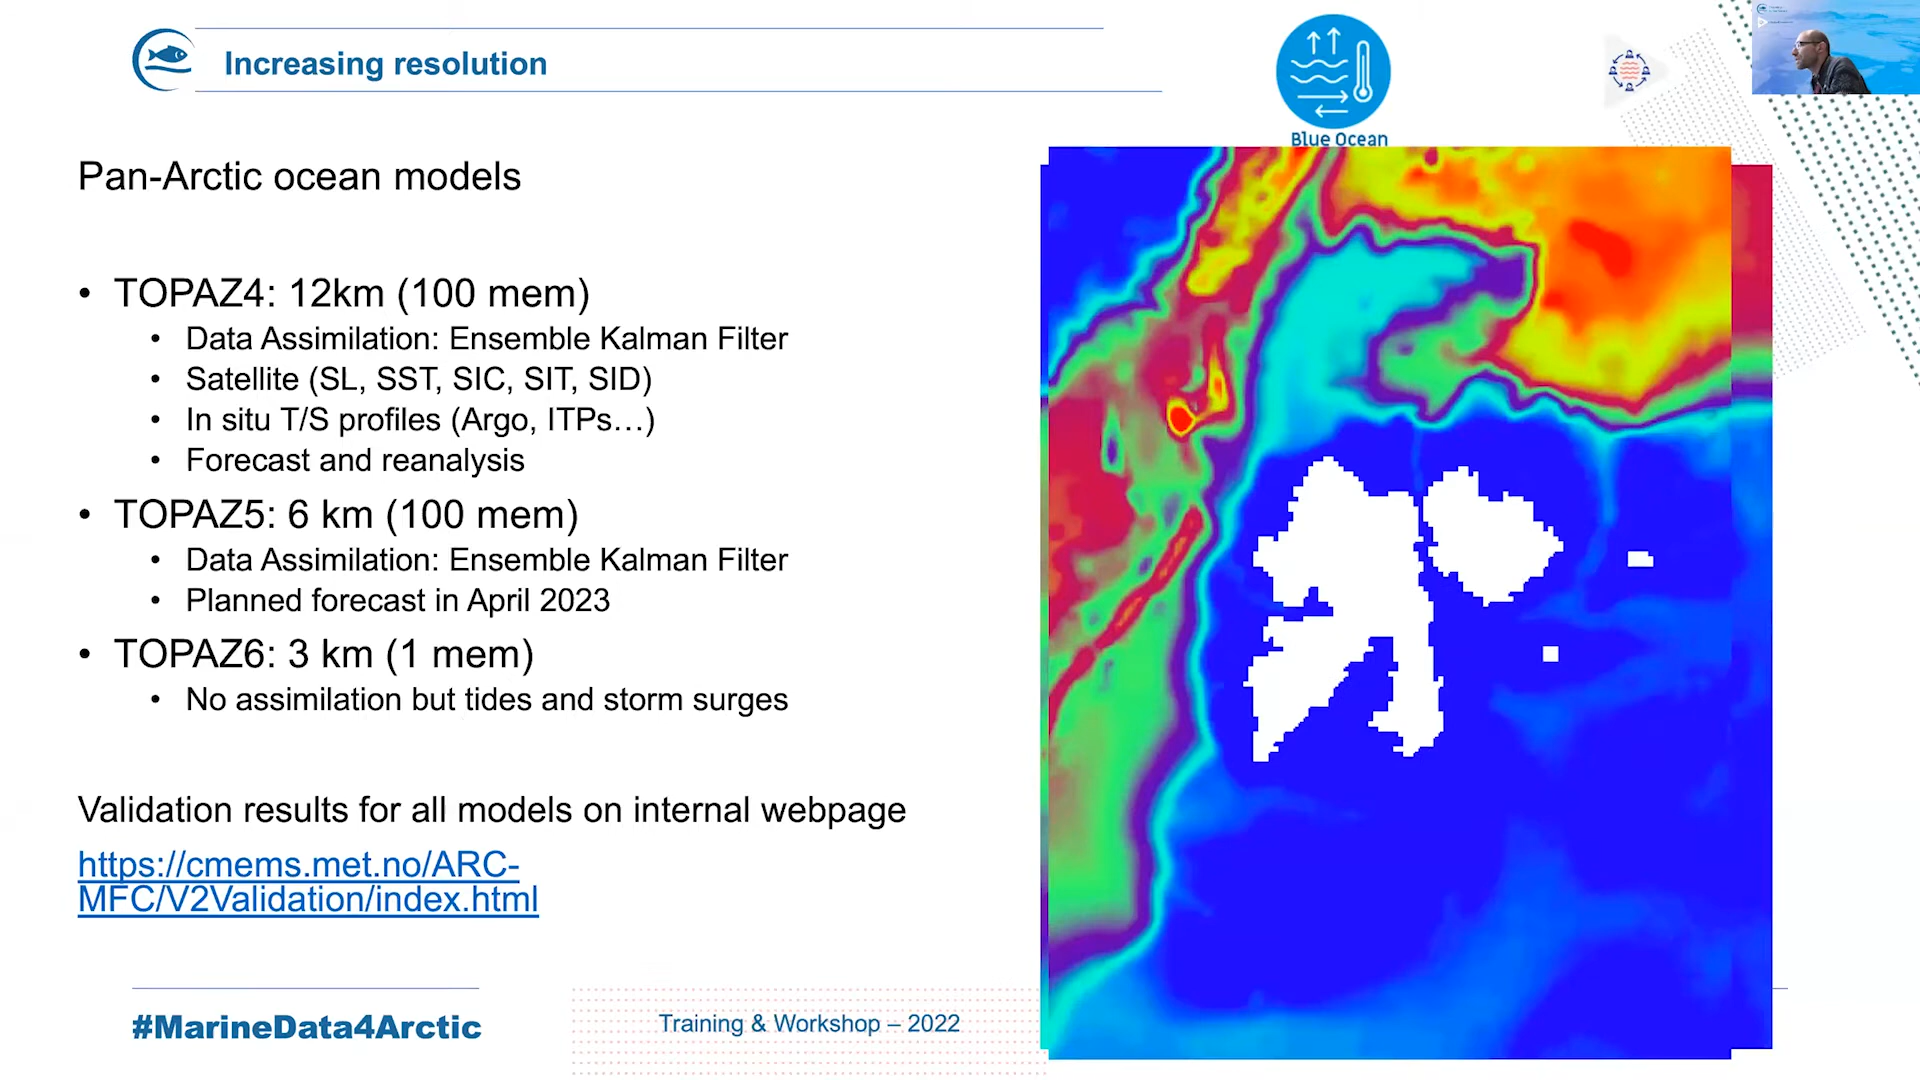 Increasing resolution
Blue Ocean
Pan-Arctic ocean models
• TOPAZ4: 12km (100 mem)
• Data Assimilation: Ensemble Kalman Filter
• Satellite (SL, SST, SIC, SIT, SID)
• In situ T/S profiles (Argo, ITPs…)
• Forecast and reanalysis
• TOPAZ5: 6 km (100 mem)
• Data Assimilation: Ensemble Kalman Filter
• Planned forecast in April 2023
• TOPAZ6: 3 km (1 mem)
• No assimilation but tides and storm surges
Validation results for all models on internal webpage
https://cmems.met.no/ARC-
MFC/V2Validation/index.html
#MarineData4Arctic
Training & Workshop – 2022